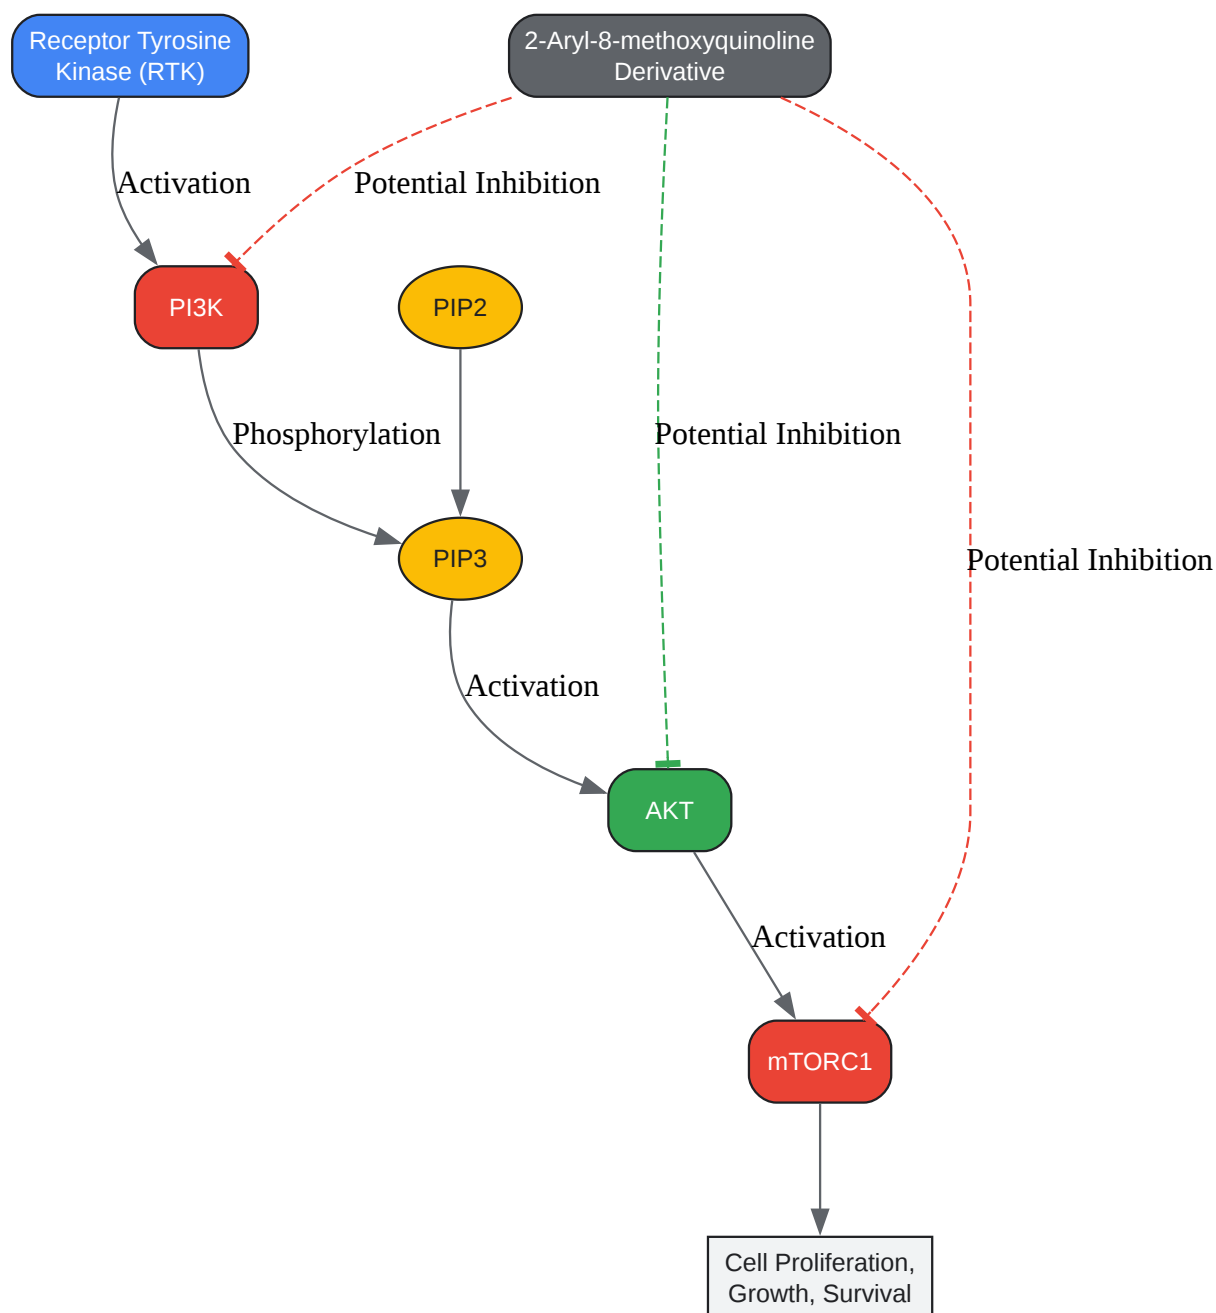 Receptor Tyrosine
Kinase (RTK)
2-Aryl-8-methoxyquinoline
Derivative
Activation
Potential Inhibition
PI3K
PIP2
Phosphorylation
Potential Inhibition
PIP3
Potential Inhibition
Activation
AKT
Activation
mTORC1
Cell Proliferation,
Growth, Survival